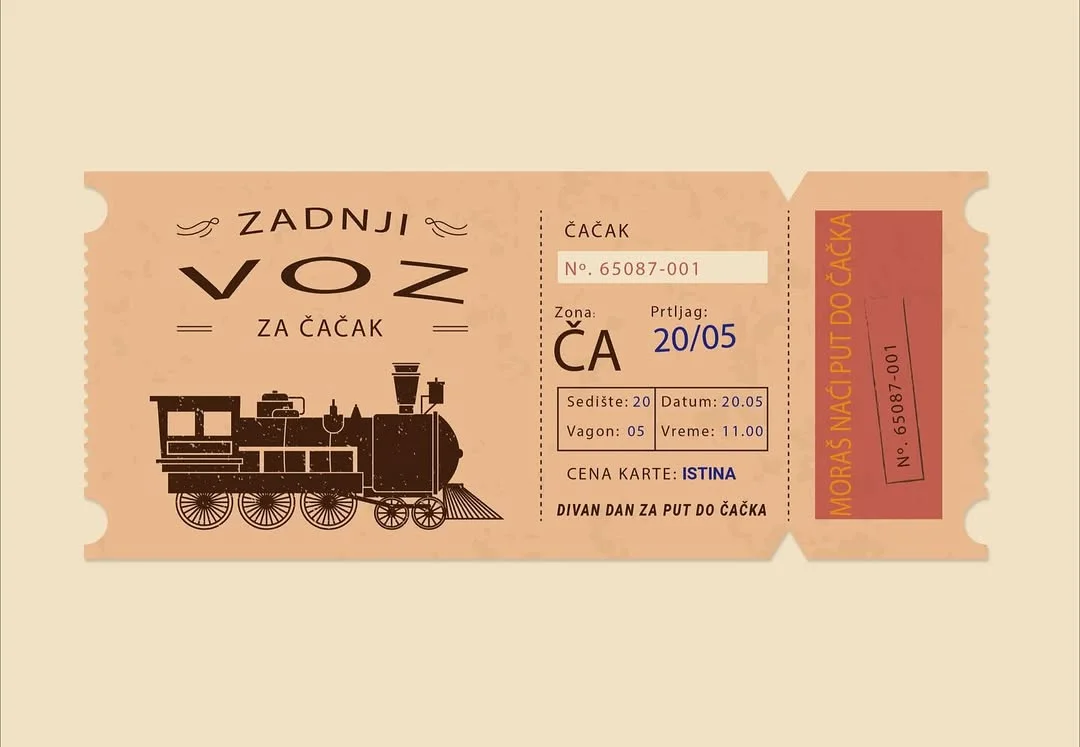 ZADNJI
VOZ
ZA ČAČAK
ČAČAK
Nº. 65087-001
Zona:
ČA
Prtljag:
20/05
Sedište: 20
Datum: 20.05
Vagon: 05
Vreme: 11.00
CENA KARTE: ISTINA
DIVAN DAN ZA PUT DO ČAČKA
MORAŠ NAĆI PUT DO ČAČKA
Nº. 65087-001